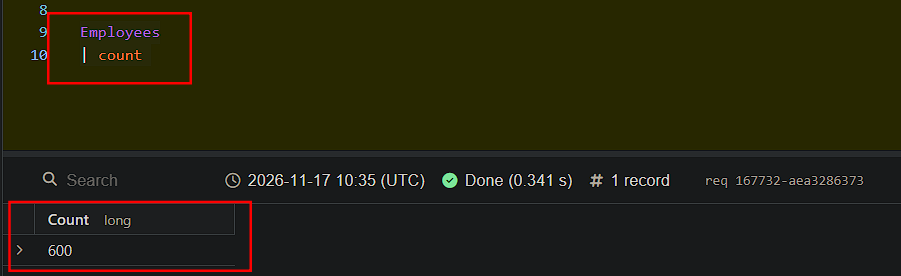 8
9 Employees
10 | count
Search 2026-11-17 10:35 (UTC) Done (0.341 s) # 1 record req 167732-aea3286373
Count long
> 600